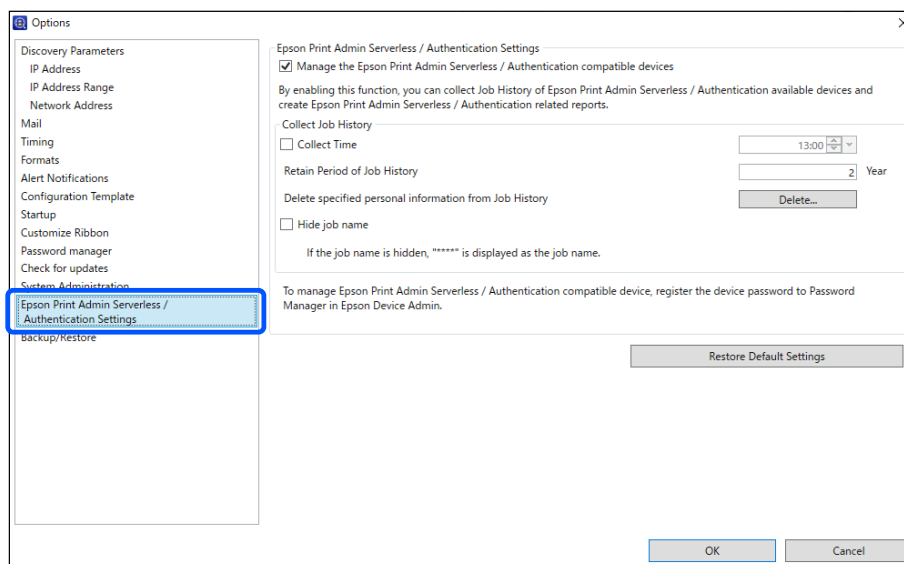 Options
Discovery Parameters
IP Address
IP Address Range
Network Address
Mail
Timing
Formats
Alert Notifications
Configuration Template
Startup
Customize Ribbon
Password manager
Check for updates
System Administration
Epson Print Admin Serverless /
Authentication Settings
Backup/Restore
Epson Print Admin Serverless / Authentication Settings
Manage the Epson Print Admin Serverless / Authentication compatible devices
By enabling this function, you can collect Job History of Epson Print Admin Serverless / Authentication available devices and
create Epson Print Admin Serverless / Authentication related reports.
Collect Job History
Collect Time 13:00
Retain Period of Job History 2 Year
Delete specified personal information from Job History Delete...
Hide job name
If the job name is hidden, "****" is displayed as the job name.
To manage Epson Print Admin Serverless / Authentication compatible device, register the device password to Password
Manager in Epson Device Admin.
Restore Default Settings
OK Cancel